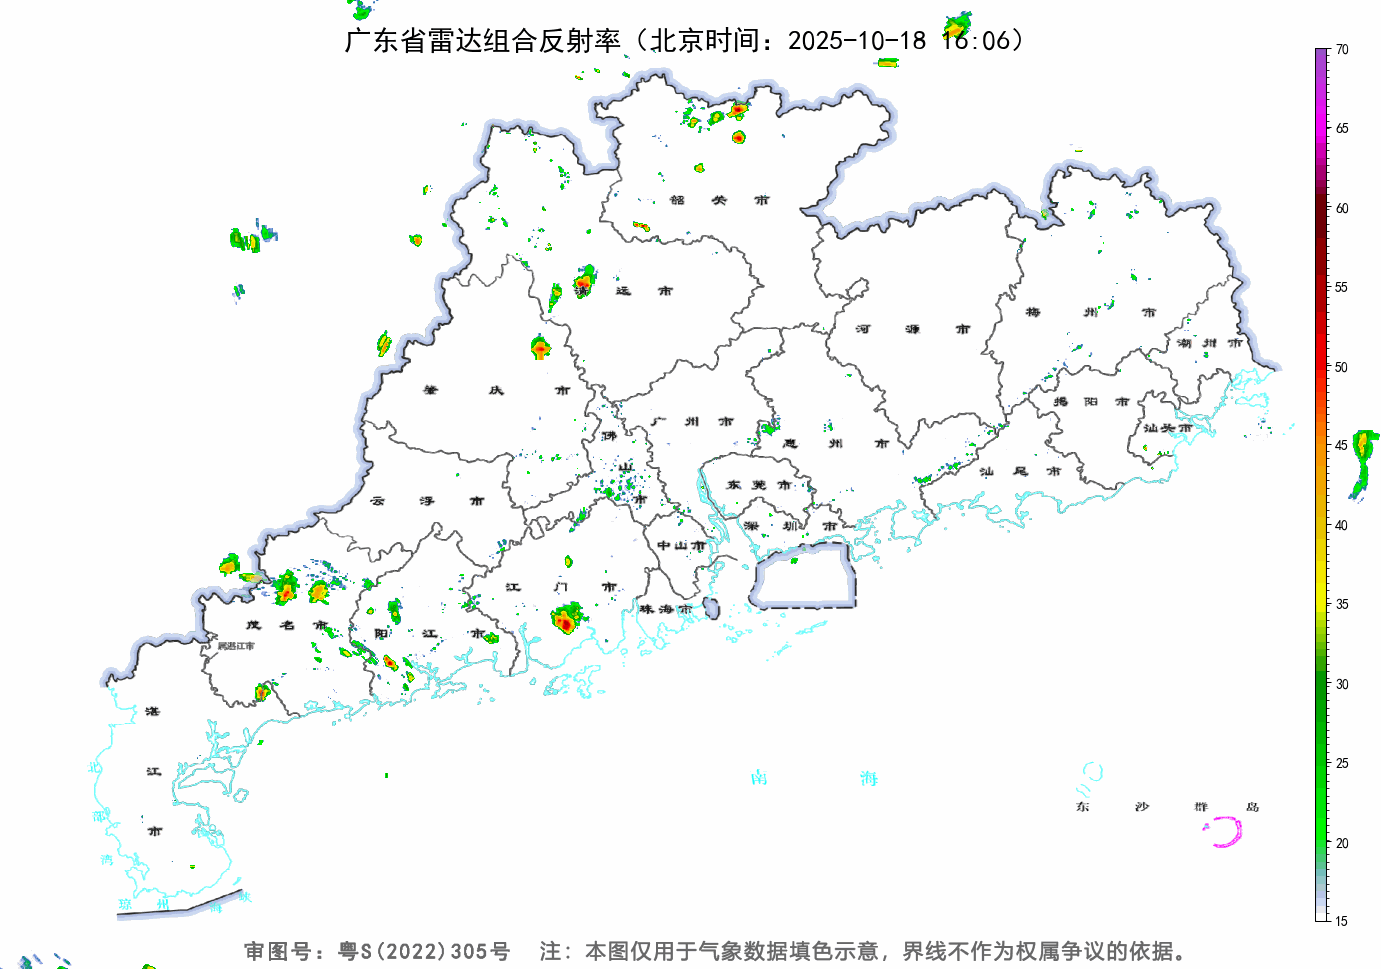 广东省雷达组合反射率（北京时间：2025-10-18 16:06）
70
65
60
55
50
45
40
35
30
25
20
15
韶关市
清远市
河源市
梅州市
潮州市
肇庆市
广州市
揭阳市
汕头市
佛山市
惠州市
汕尾市
云浮市
东莞市
深圳市
中山市
江门市
珠海市
茂名市
阳江市
属湛江市
湛江市
北部湾
南海
东沙群岛
琼州海峡
审图号：粤S(2022)305号 注：本图仅用于气象数据填色示意，界线不作为权属争议的依据。